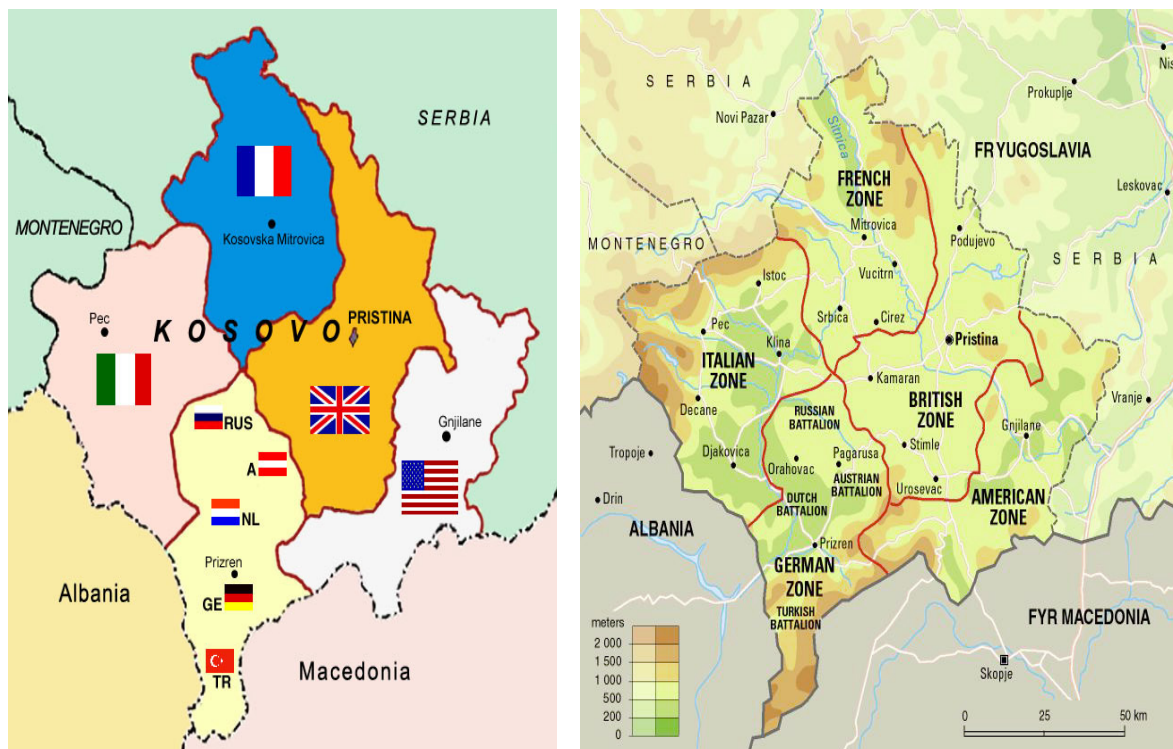 SERBIA
MONTENEGRO
Kosovska Mitrovica
Pec
KOSOVO
PRISTINA
RUS
A
NL
Gnjilane
Prizren
GE
TR
Albania
Macedonia
SERBIA
Novi Pazar
Prokuplje
Nis
Sitnica
FRYUGOSLAVIA
FRENCH
ZONE
Leskovac
Mitrovica
Podujevo
MONTENEGRO
SERBIA
Istoc
Vucitrn
Srbica
Cirez
Pec
Klina
Pristina
ITALIAN
ZONE
Kamaran
BRITISH
ZONE
Decane
Vranje
RUSSIAN
BATTALION
Gnjilane
Stimle
Tropoje
Djakovica
Orahovac
Pagarusa
AUSTRIAN
BATTALION
Urosevac
AMERICAN
ZONE
Drin
DUTCH
BATTALION
ALBANIA
Prizren
GERMAN
ZONE
TURKISH
BATTALION
FYR MACEDONIA
Skopje
meters
2 000
1 500
1 000
500
200
0
0 25 50 km